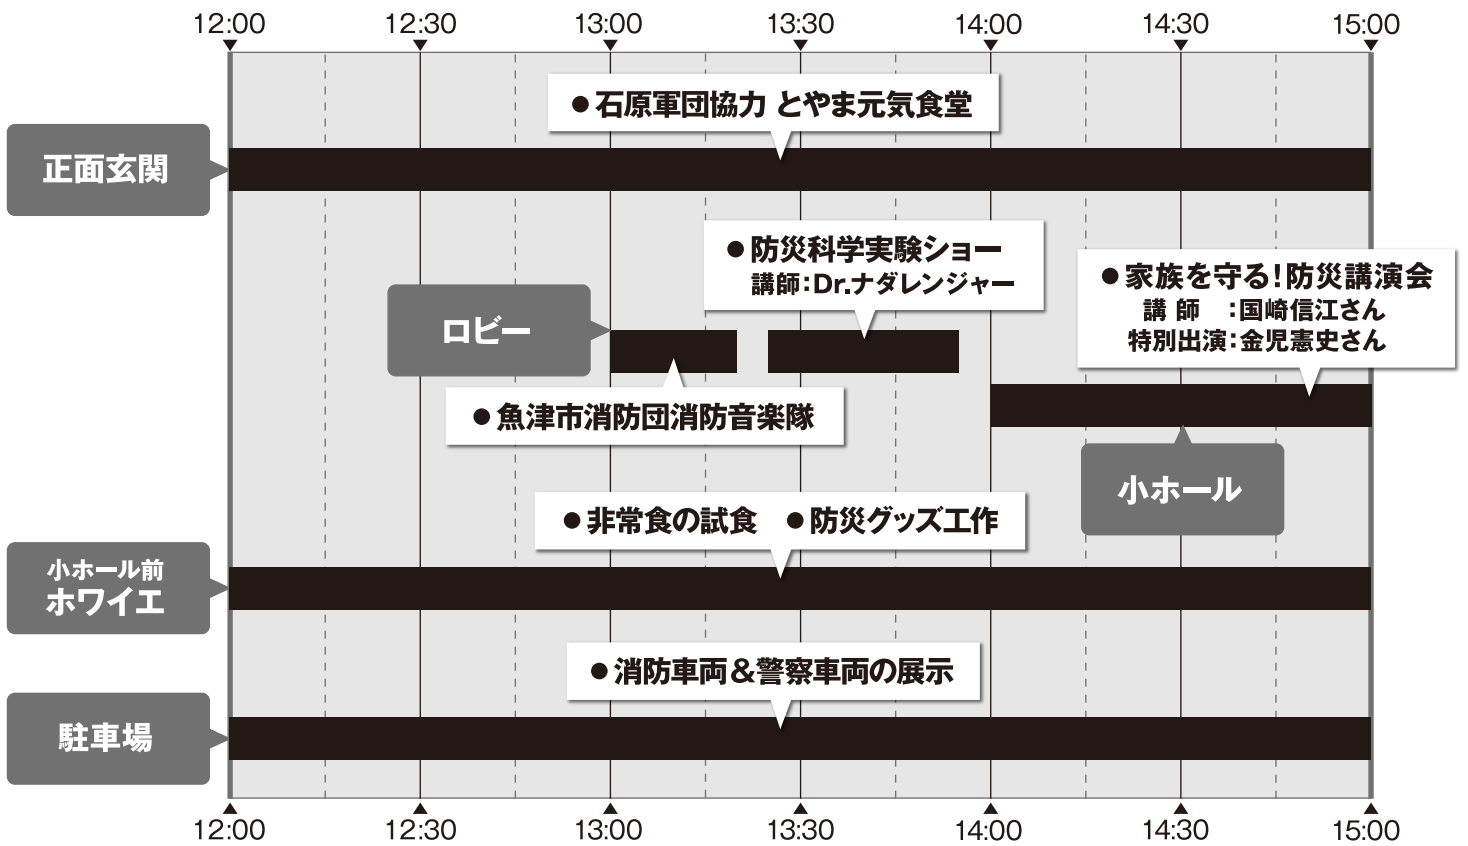 12:00 12:30 13:00 13:30 14:00 14:30 15:00
●石原軍団協力 とやま元気食堂
正面玄関
●防災科学実験ショー
講師：Dr.ナダレンジャー
●家族を守る！防災講演会
講 師 ：国崎信江さん
特別出演：金児憲史さん
ロビー
●魚津市消防団消防音楽隊
小ホール
●非常食の試食 ●防災グッズ工作
小ホール前
ホワイエ
●消防車両＆警察車両の展示
駐車場
12:00 12:30 13:00 13:30 14:00 14:30 15:00